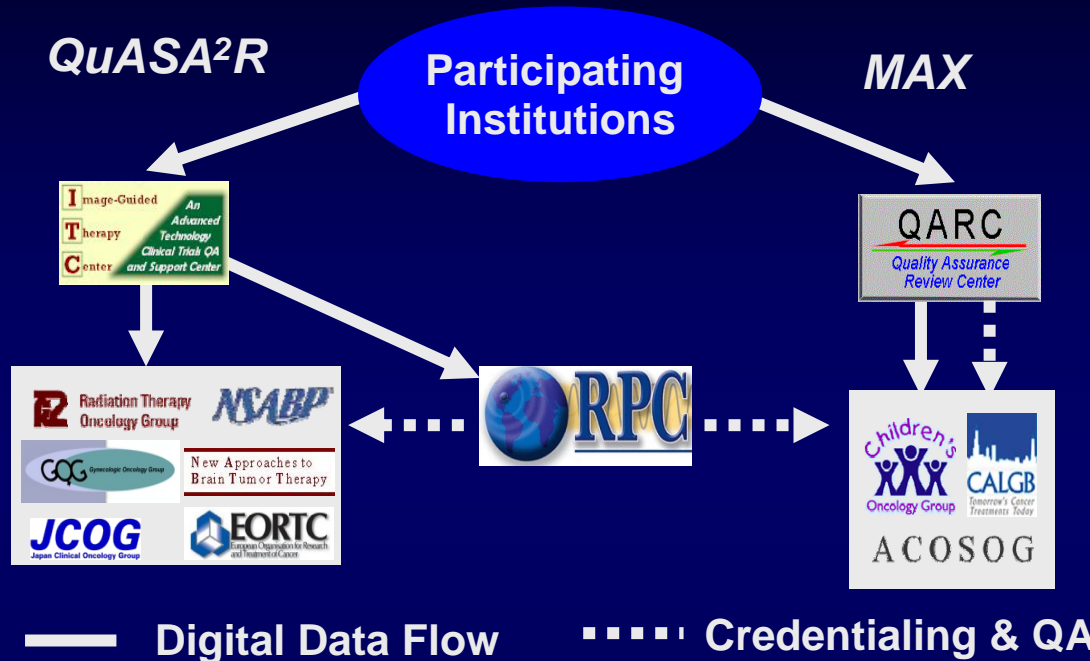 QuASA²R
Participating
Institutions
MAX
Image-Guided
Therapy
Center
An
Advanced
Technology
Clinical Trials QA
and Support Center
QARC
Quality Assurance
Review Center
Radiation Therapy
Oncology Group
NSABP
GOG Gynecologic Oncology Group
New Approaches to
Brain Tumor Therapy
JCOG
Japan Clinical Oncology Group
EORTC
European Organisation for Research
and Treatment of Cancer
RPC
Children's
Oncology Group
CALGB
Tomorrow's Cancer
Treatments Today
ACOSOG
Digital Data Flow
Credentialing & QA